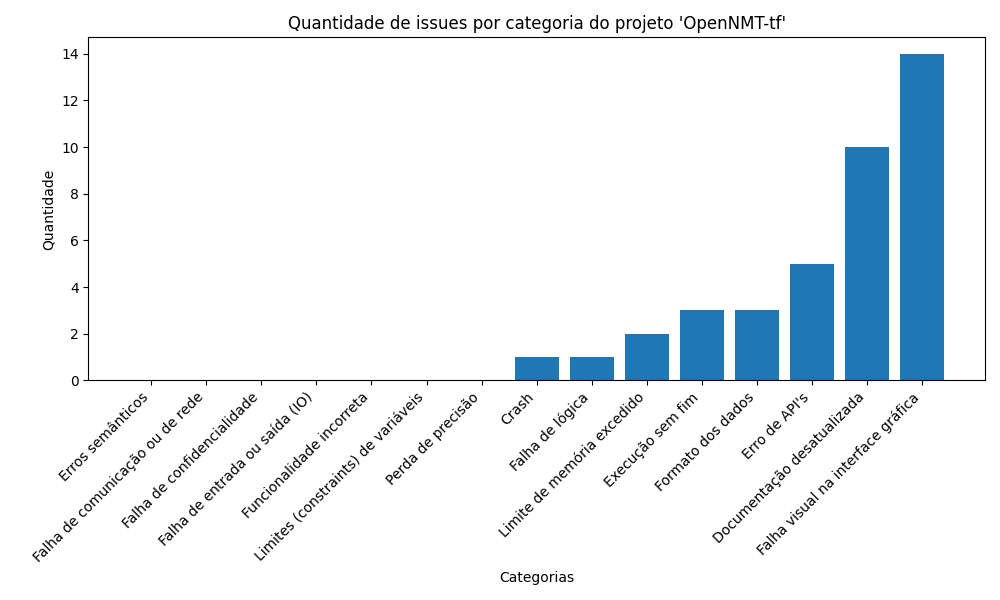 Quantidade de issues por categoria do projeto 'OpenNMT-tf'
Quantidade
14
12
10
8
6
4
2
0
Erros semânticos
Falha de comunicação ou de rede
Falha de confidencialidade
Falha de entrada ou saída (IO)
Funcionalidade incorreta
Limites (constraints) de variáveis
Perda de precisão
Crash
Falha de lógica
Limite de memória excedido
Execução sem fim
Formato dos dados
Erro de API's
Documentação desatualizada
Falha visual na interface gráfica
Categorias